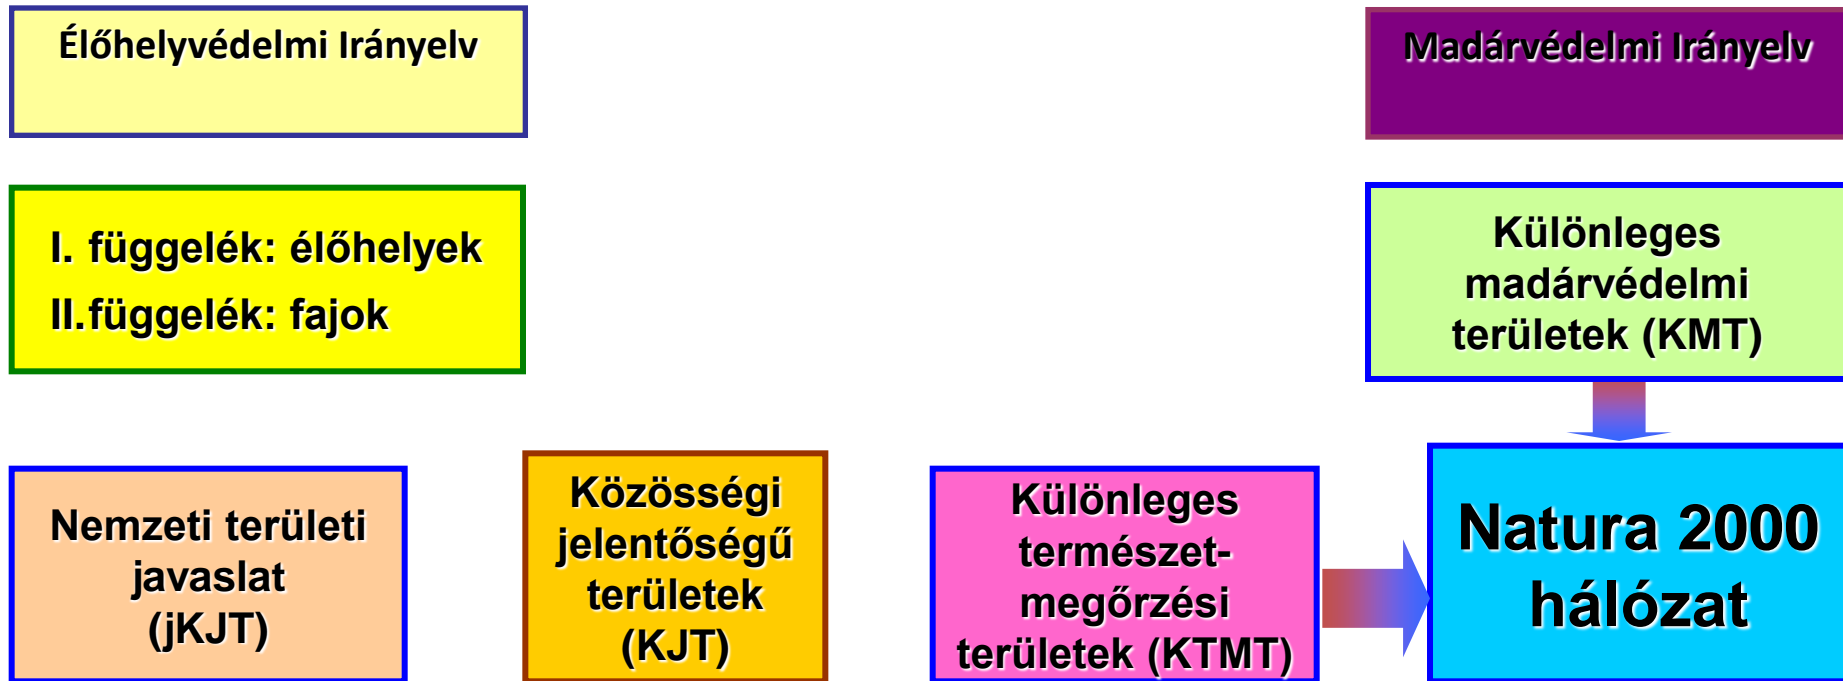 Élőhelyvédelmi Irányelv
Madárvédelmi Irányelv
I. függelék: élőhelyek
II.függelék: fajok
Különleges
madárvédelmi
területek (KMT)
Nemzeti területi
javaslat
(jKJT)
Közösségi
jelentőségű
területek
(KJT)
Különleges
természet-
megőrzési
területek (KTMT)
Natura 2000
hálózat